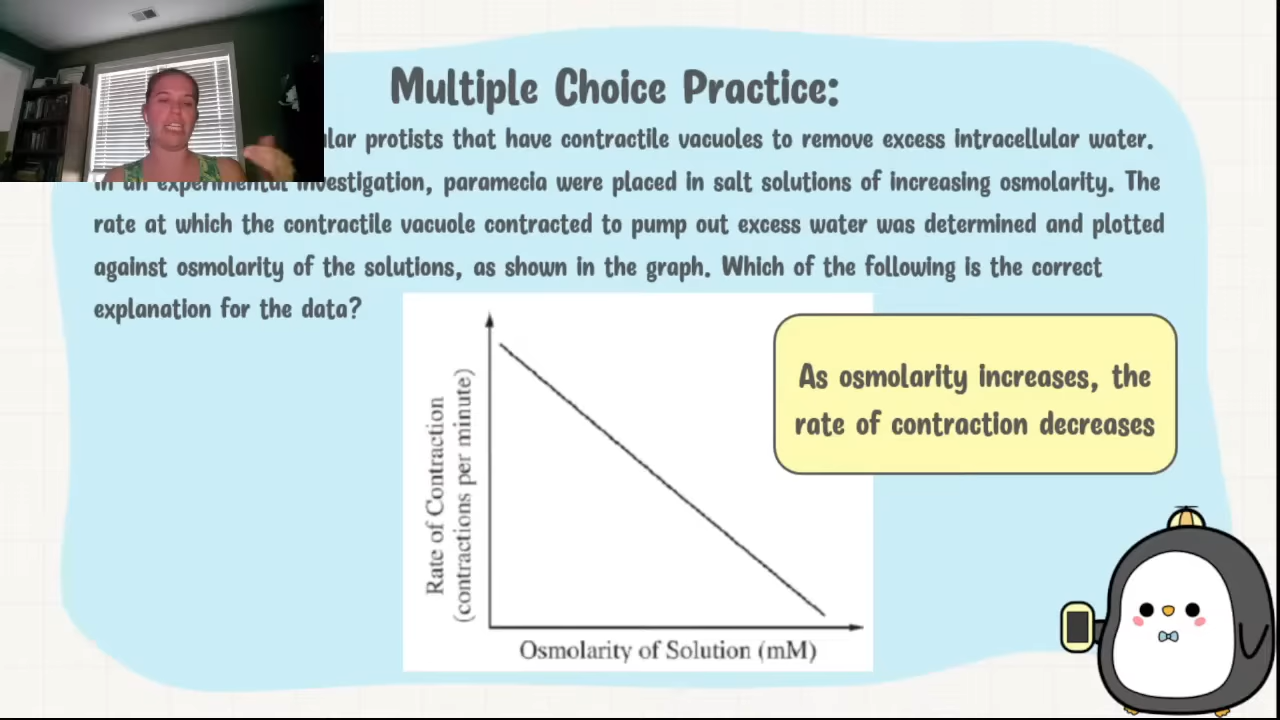 Multiple Choice Practice:
protists that have contractile vacuoles to remove excess intracellular water.
In an experimental investigation, paramecia were placed in salt solutions of increasing osmolarity. The
rate at which the contractile vacuole contracted to pump out excess water was determined and plotted
against osmolarity of the solutions, as shown in the graph. Which of the following is the correct
explanation for the data?
As osmolarity increases, the
rate of contraction decreases
Rate of Contraction
(contractions per minute)
Osmolarity of Solution (mM)